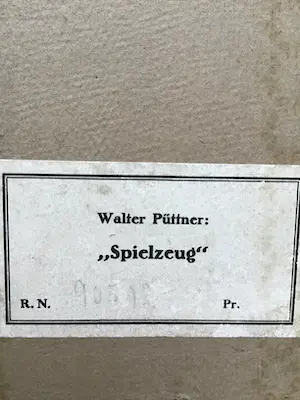 Walter Püttner:
„Spielzeug“
R. N.
Pr.